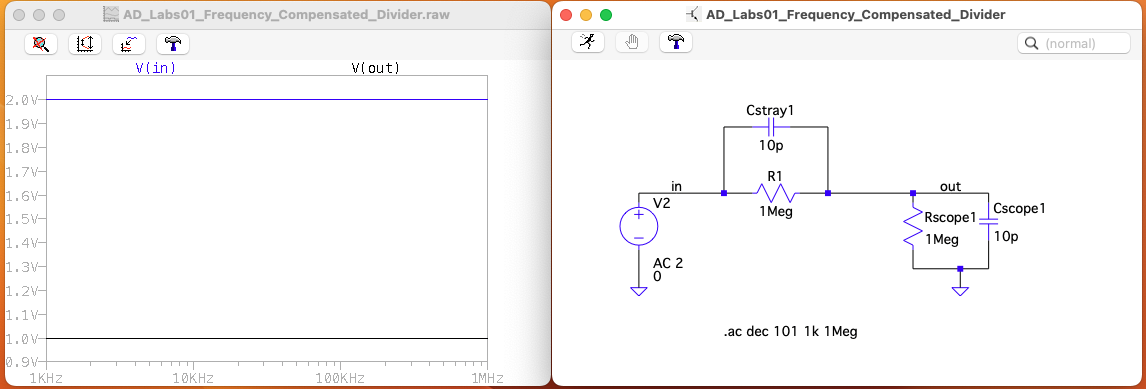 AD_Labs01_Frequency_Compensated_Divider.raw
V(in) V(out)
2.0V
1.9V
1.8V
1.7V
1.6V
1.5V
1.4V
1.3V
1.2V
1.1V
1.0V
0.9V
1KHz 10KHz 100KHz 1MHz
AD_Labs01_Frequency_Compensated_Divider
(normal)
Cstray1
10p
R1
1Meg
in
V2
AC 2
0
out
Rscope1
1Meg
Cscope1
10p
.ac dec 101 1k 1Meg